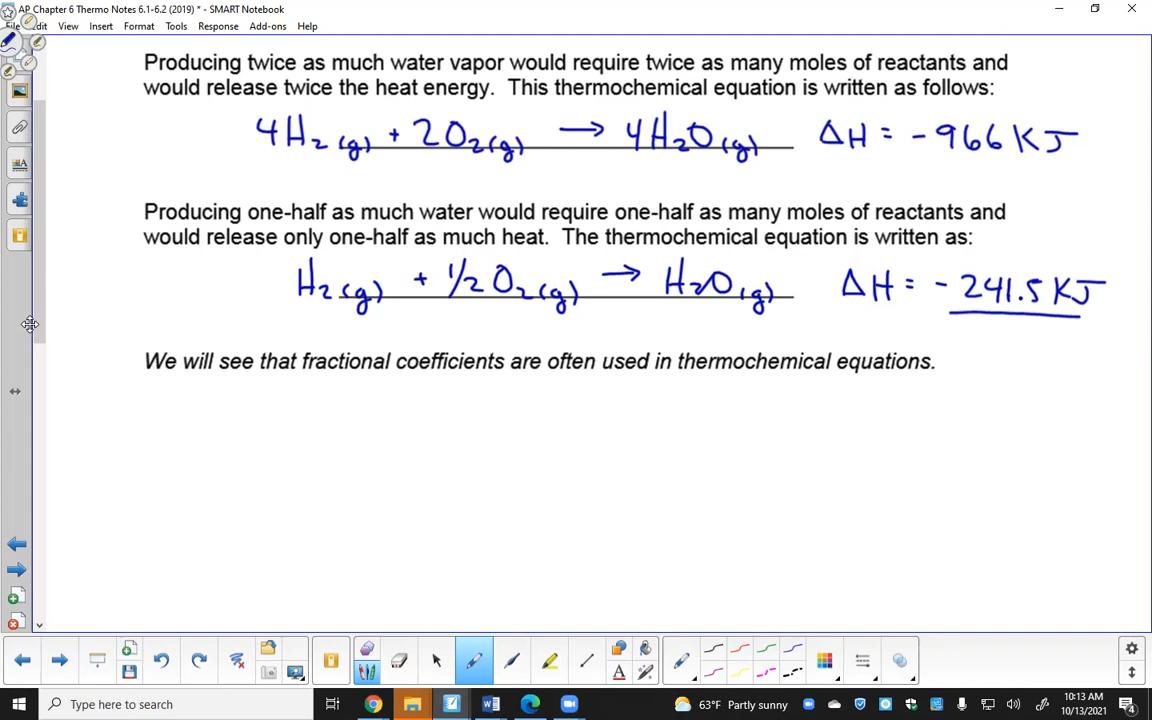 AP Chapter 6 Thermo Notes 6.1-6.2 (2019) * - SMART Notebook
File Edit View Insert Format Tools Response Add-ons Help
Producing twice as much water vapor would require twice as many moles of reactants and
would release twice the heat energy. This thermochemical equation is written as follows:
4H₂(g) + 2O₂(g) → 4H₂O(g) ΔH = -966 KJ
Producing one-half as much water would require one-half as many moles of reactants and
would release only one-half as much heat. The thermochemical equation is written as:
H₂(g) + 1/2 O₂(g) → H₂O(g) ΔH = -241.5 KJ
We will see that fractional coefficients are often used in thermochemical equations.
Type here to search
63°F Partly sunny
10:13 AM
10/13/2021
4